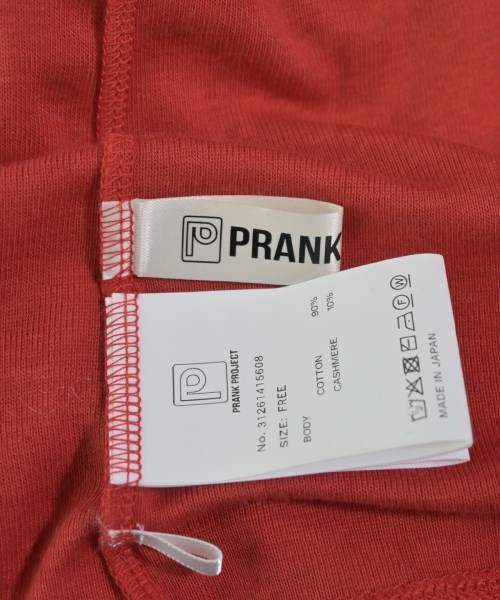 PRANK
PRANK PROJECT
No. 31261415608
SIZE: FREE
BODY
COTTON 90%
CASHMERE 10%
MADE IN JAPAN